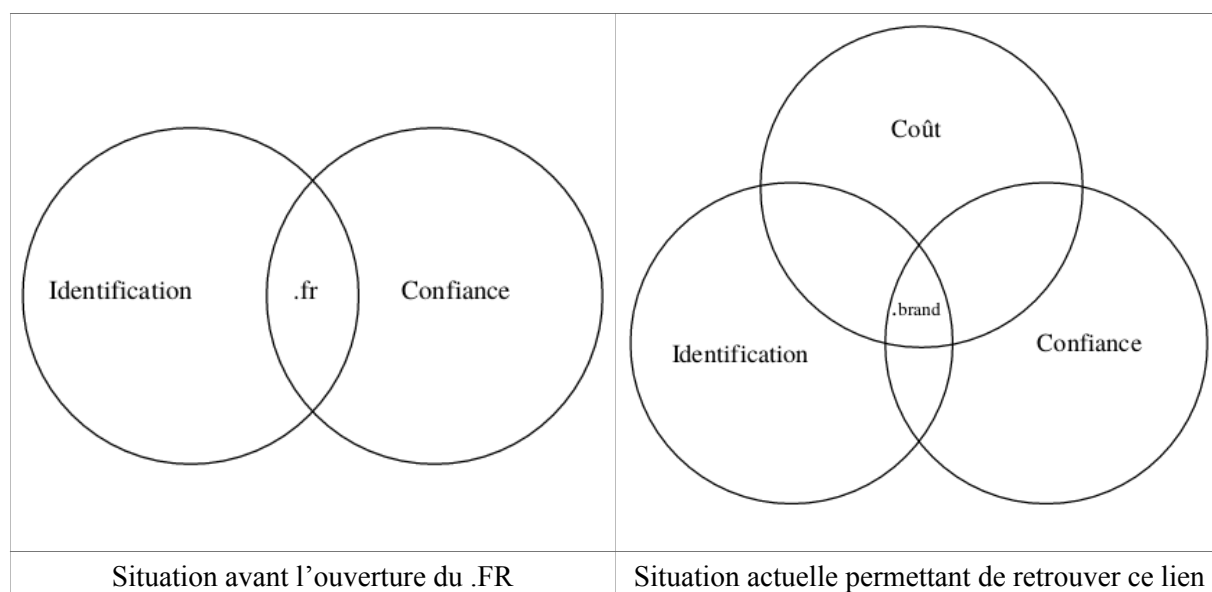 Identification
.fr
Confiance
Situation avant l’ouverture du .FR
Coût
.brand
Identification
Confiance
Situation actuelle permettant de retrouver ce lien